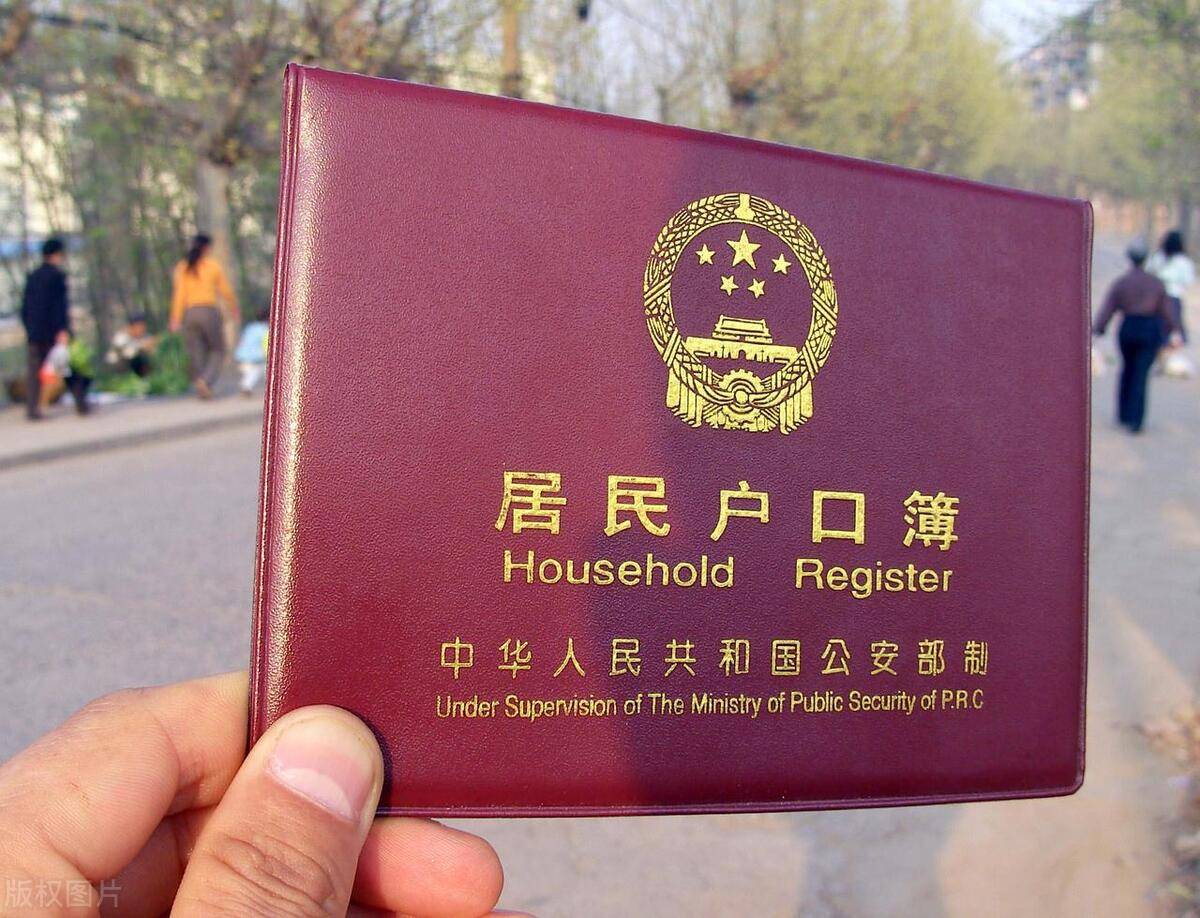 居民户口簿
Household Register
中华人民共和国公安部制
Under Supervision of The Ministry of Public Security of P.R.C
版权图片